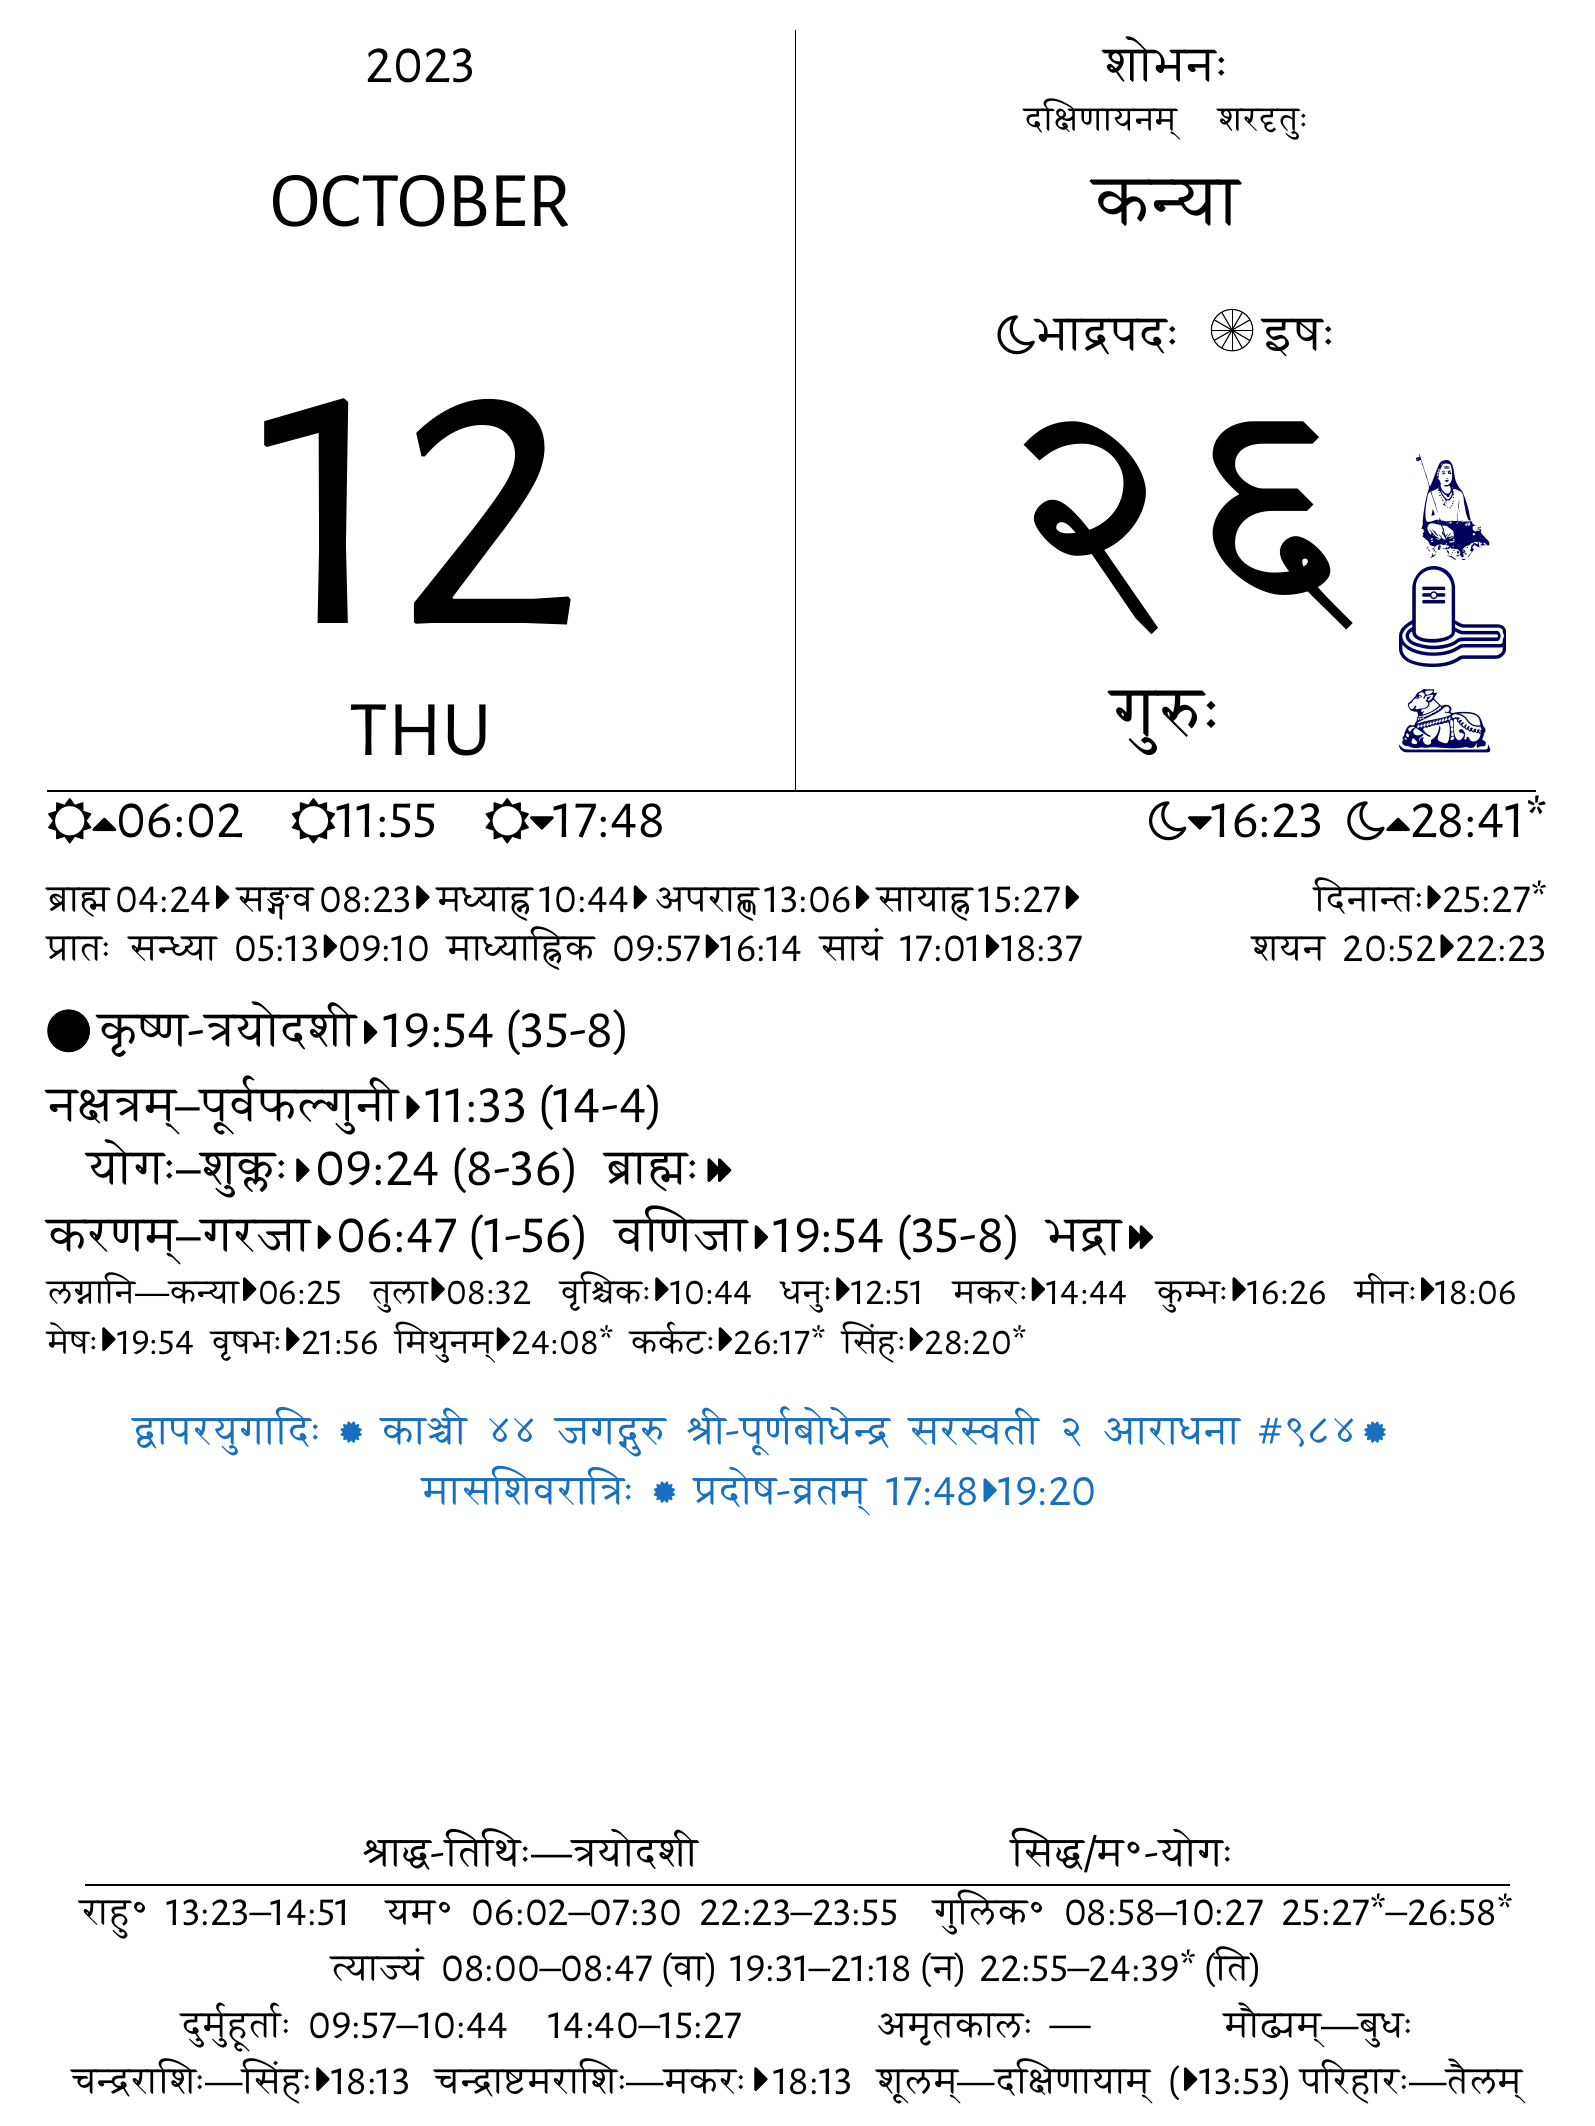 2023
OCTOBER
12
THU
शोभनः
दक्षिणायनम् शरदृतुः
कन्या
भाद्रपदः इषः
२६
गुरुः
06:02 11:55 17:48 16:23 28:41*
ब्राह्म 04:24 सङ्गव 08:23 मध्याह्न 10:44 अपराह्ण 13:06 सायाह्न 15:27 दिनान्तः 25:27*
प्रातः सन्ध्या 05:13 09:10 माध्याह्निक 09:57 16:14 सायं 17:01 18:37 शयन 20:52 22:23
कृष्ण-त्रयोदशी 19:54 (35-8)
नक्षत्रम्–पूर्वफल्गुनी 11:33 (14-4)
योगः–शुक्लः 09:24 (8-36) ब्राह्मः
करणम्–गरजा 06:47 (1-56) वणिजा 19:54 (35-8) भद्रा
लग्नानि—कन्या 06:25 तुला 08:32 वृश्चिकः 10:44 धनुः 12:51 मकरः 14:44 कुम्भः 16:26 मीनः 18:06
मेषः 19:54 वृषभः 21:56 मिथुनम् 24:08* कर्कटः 26:17* सिंहः 28:20*
द्वापरयुगादिः काञ्ची ४४ जगद्गुरु श्री-पूर्णबोधेन्द्र सरस्वती २ आराधना #९८४
मासशिवरात्रिः प्रदोष-व्रतम् 17:48 19:20
श्राद्ध-तिथिः—त्रयोदशी सिद्ध/म॰-योगः
राहु॰ 13:23–14:51 यम॰ 06:02–07:30 22:23–23:55 गुलिक॰ 08:58–10:27 25:27*–26:58*
त्याज्यं 08:00–08:47 (वा) 19:31–21:18 (न) 22:55–24:39* (ति)
दुर्मुहूर्ताः 09:57–10:44 14:40–15:27 अमृतकालः — मौढ्यम्—बुधः
चन्द्रराशिः—सिंहः 18:13 चन्द्राष्टमराशिः—मकरः 18:13 शूलम्—दक्षिणायाम् ( 13:53) परिहारः—तैलम्